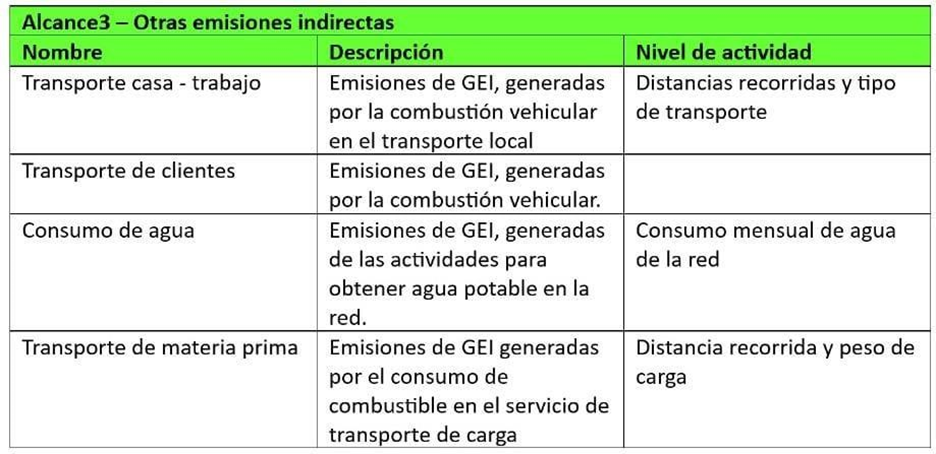 Alcance3 – Otras emisiones indirectas
Nombre Descripción Nivel de actividad
Transporte casa - trabajo
Emisiones de GEI, generadas
por la combustión vehicular
en el transporte local
Distancias recorridas y tipo
de transporte
Transporte de clientes
Emisiones de GEI, generadas
por la combustión vehicular.
Consumo de agua
Emisiones de GEI, generadas
de las actividades para
obtener agua potable en la
red.
Consumo mensual de agua
de la red
Transporte de materia prima
Emisiones de GEI generadas
por el consumo de
combustible en el servicio de
transporte de carga
Distancia recorrida y peso de
carga